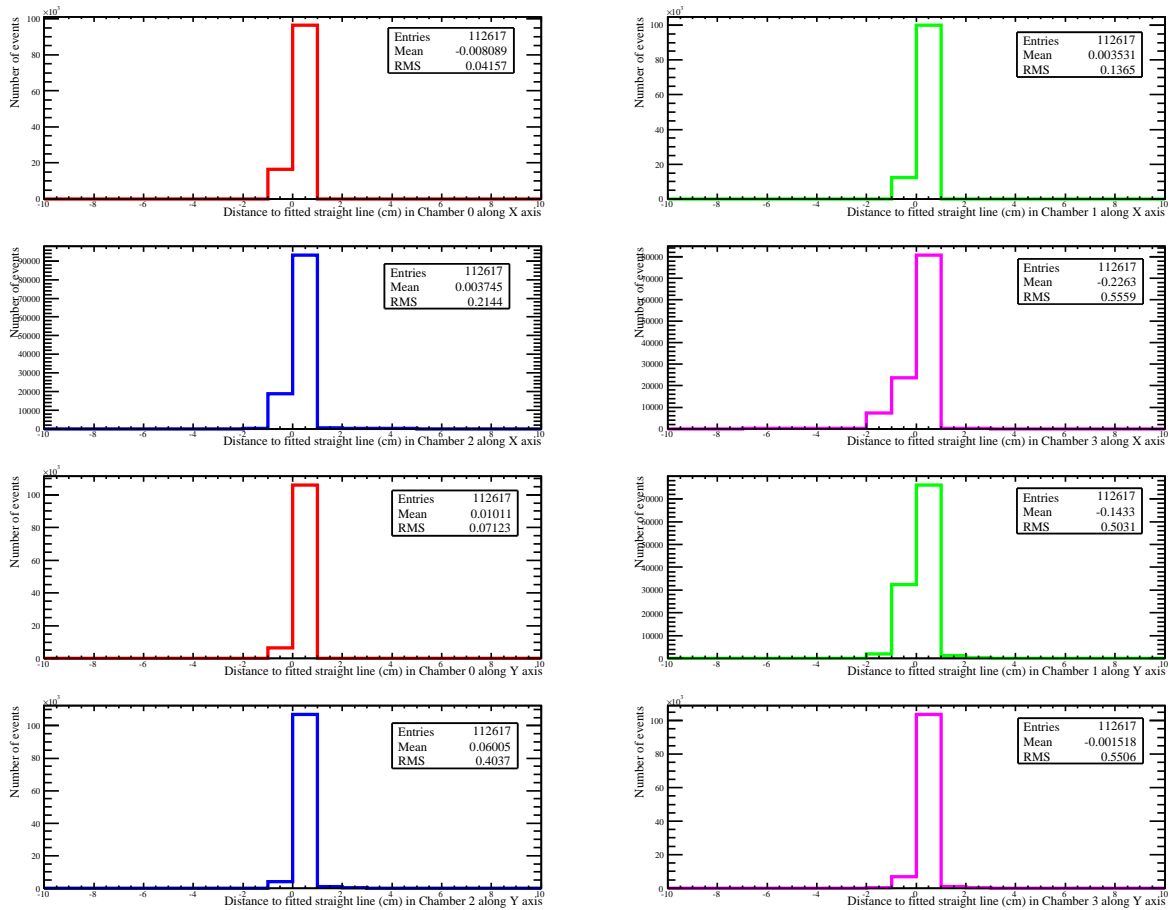 ×10³
Number of events
100
80
60
40
20
0
Entries 112617
Mean -0.008089
RMS 0.04157
-10 -8 -6 -4 -2 0 2 4 6 8 10
Distance to fitted straight line (cm) in Chamber 0 along X axis
Number of events
100
80
60
40
20
0
Entries 112617
Mean 0.003531
RMS 0.1365
-10 -8 -6 -4 -2 0 2 4 6 8 10
Distance to fitted straight line (cm) in Chamber 1 along X axis
Number of events
90000
80000
70000
60000
50000
40000
30000
20000
10000
0
Entries 112617
Mean 0.003745
RMS 0.2144
-10 -8 -6 -4 -2 0 2 4 6 8 10
Distance to fitted straight line (cm) in Chamber 2 along X axis
Number of events
80000
70000
60000
50000
40000
30000
20000
10000
0
Entries 112617
Mean -0.2263
RMS 0.5559
-10 -8 -6 -4 -2 0 2 4 6 8 10
Distance to fitted straight line (cm) in Chamber 3 along X axis
×10³
Number of events
100
80
60
40
20
0
Entries 112617
Mean 0.01011
RMS 0.07123
-10 -8 -6 -4 -2 0 2 4 6 8 10
Distance to fitted straight line (cm) in Chamber 0 along Y axis
Number of events
70000
60000
50000
40000
30000
20000
10000
0
Entries 112617
Mean -0.1433
RMS 0.5031
-10 -8 -6 -4 -2 0 2 4 6 8 10
Distance to fitted straight line (cm) in Chamber 1 along Y axis
×10³
Number of events
100
80
60
40
20
0
Entries 112617
Mean 0.06005
RMS 0.4037
-10 -8 -6 -4 -2 0 2 4 6 8 10
Distance to fitted straight line (cm) in Chamber 2 along Y axis
×10³
Number of events
100
80
60
40
20
0
Entries 112617
Mean -0.001518
RMS 0.5506
-10 -8 -6 -4 -2 0 2 4 6 8 10
Distance to fitted straight line (cm) in Chamber 3 along Y axis